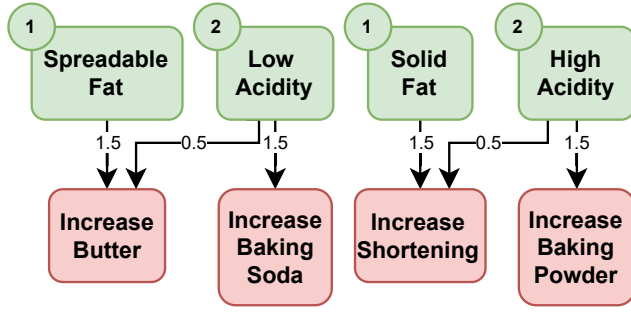 1
Spreadable
Fat
2
Low
Acidity
1
Solid
Fat
2
High
Acidity
1.5
0.5
1.5
1.5
0.5
1.5
Increase
Butter
Increase
Baking
Soda
Increase
Shortening
Increase
Baking
Powder